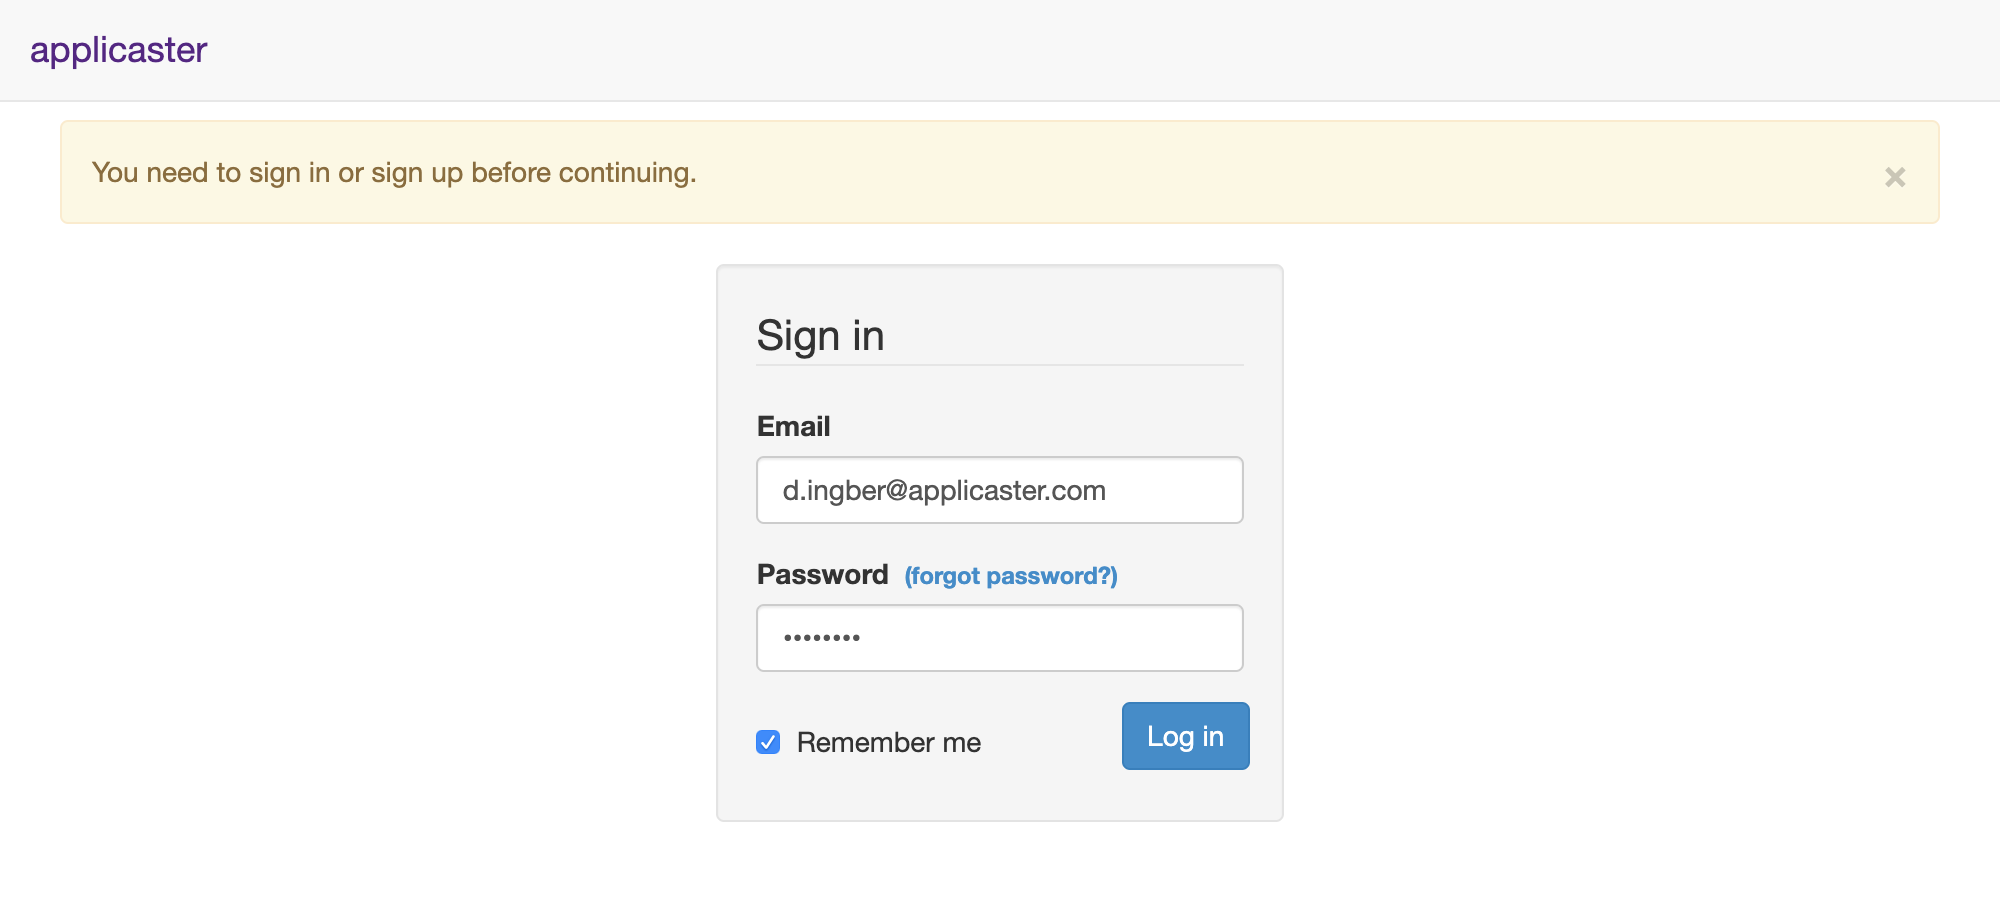 applicaster
You need to sign in or sign up before continuing.
×
Sign in
Email
d.ingber@applicaster.com
Password (forgot password?)
••••••••
Remember me
Log in